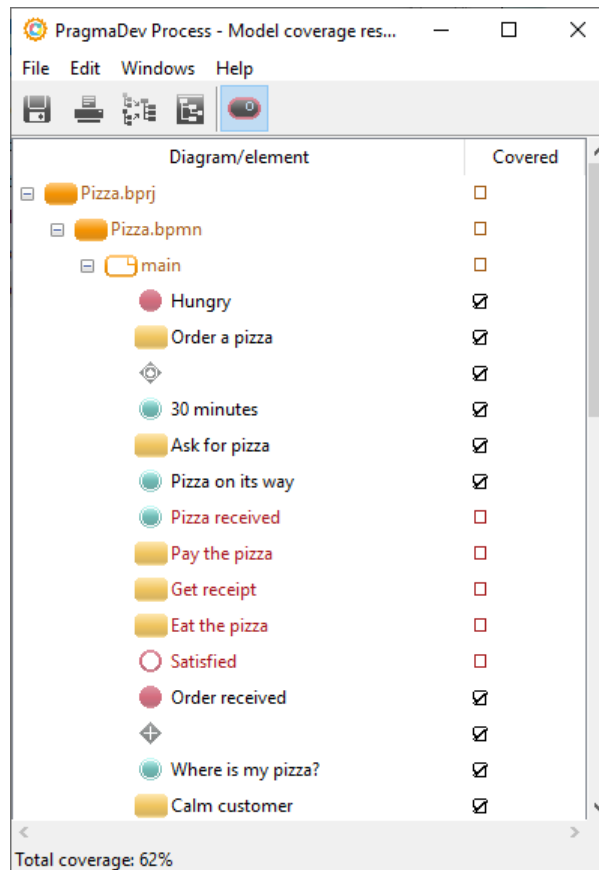 PragmaDev Process - Model coverage res...
File Edit Windows Help
Diagram/element Covered
Pizza.bprj
Pizza.bpmn
main
Hungry
Order a pizza
30 minutes
Ask for pizza
Pizza on its way
Pizza received
Pay the pizza
Get receipt
Eat the pizza
Satisfied
Order received
Where is my pizza?
Calm customer
Total coverage: 62%